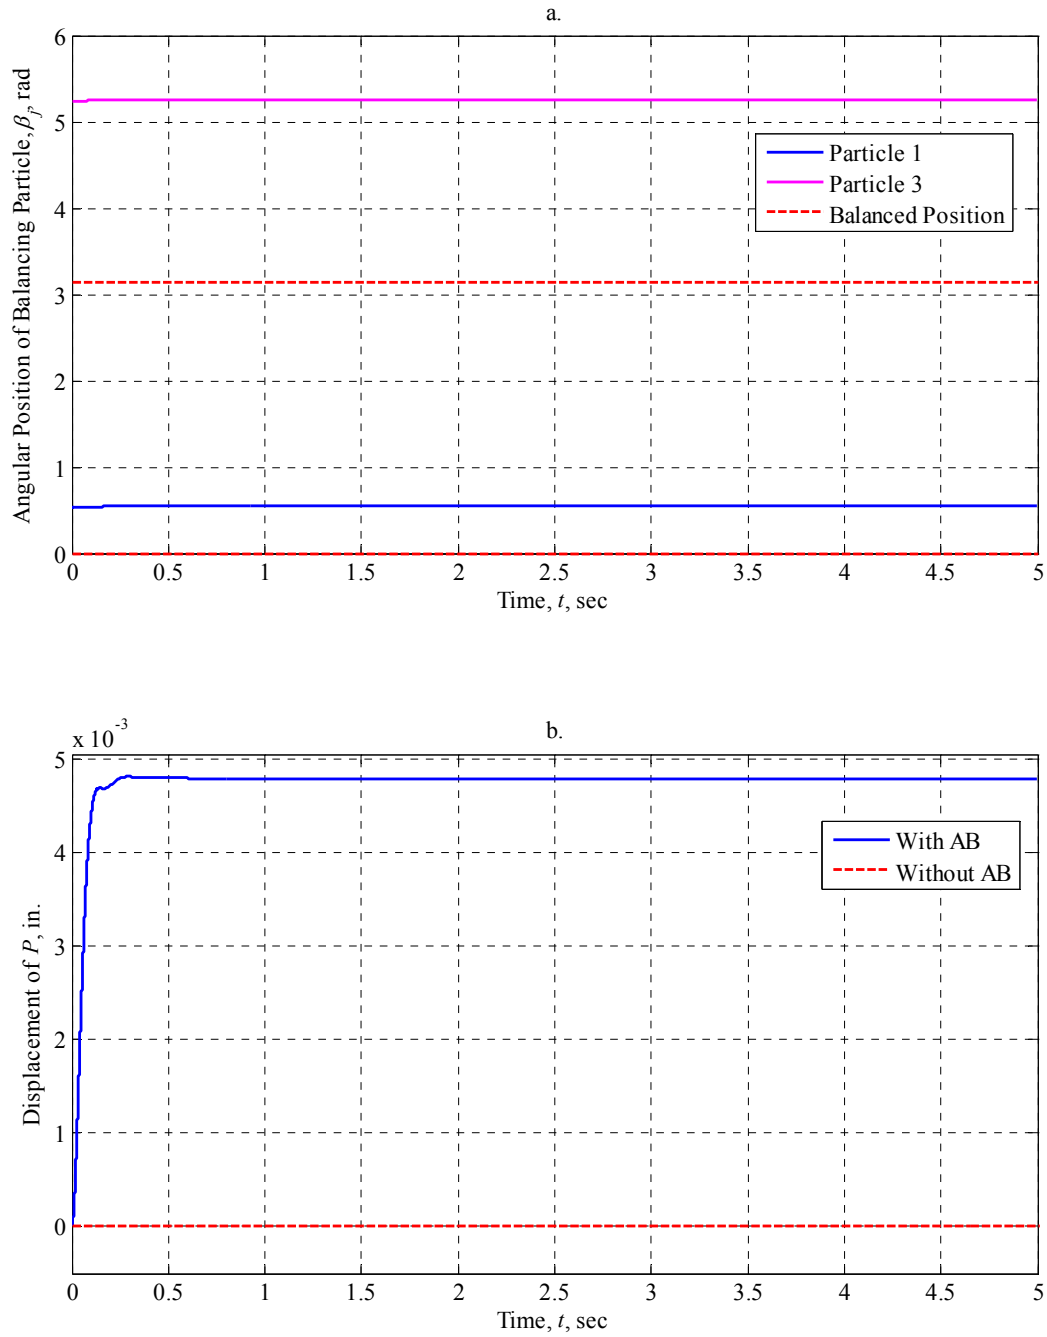 a.
Angular Position of Balancing Particle, βj, rad
6
5
4
3
2
1
0
Particle 1
Particle 3
Balanced Position
0 0.5 1 1.5 2 2.5 3 3.5 4 4.5 5
Time, t, sec
b.
x 10-3
Displacement of P, in.
5
4
3
2
1
0
With AB
Without AB
0 0.5 1 1.5 2 2.5 3 3.5 4 4.5 5
Time, t, sec